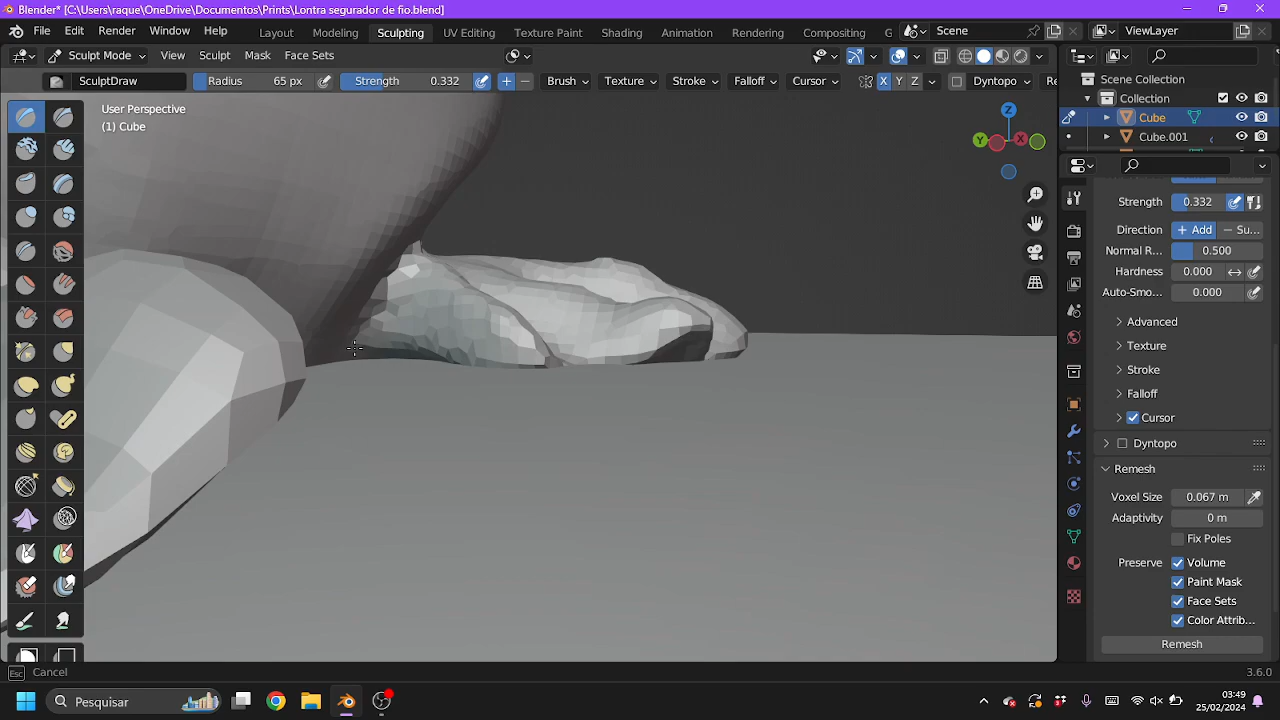 Blender* [C:\Users\raque\OneDrive\Documentos\Prints\Lontra segurador de fio.blend]
File Edit Render Window Help Layout Modeling Sculpting UV Editing Texture Paint Shading Animation Rendering Compositing G Scene ViewLayer
Sculpt Mode View Sculpt Mask Face Sets
SculptDraw Radius 65 px Strength 0.332 Brush Texture Stroke Falloff Cursor X Y Z Dyntopo Re
User Perspective
(1) Cube
Z
Y X
Scene Collection
Collection
Cube
Cube.001
Strength 0.332
Direction + Add − Su...
Normal R... 0.500
Hardness 0.000
Auto-Smo... 0.000
Advanced
Texture
Stroke
Falloff
Cursor
Dyntopo
Remesh
Voxel Size 0.067 m
Adaptivity 0 m
Fix Poles
Preserve Volume
Paint Mask
Face Sets
Color Attrib...
Remesh
Esc Cancel 3.6.0
Pesquisar 03:49
25/02/2024